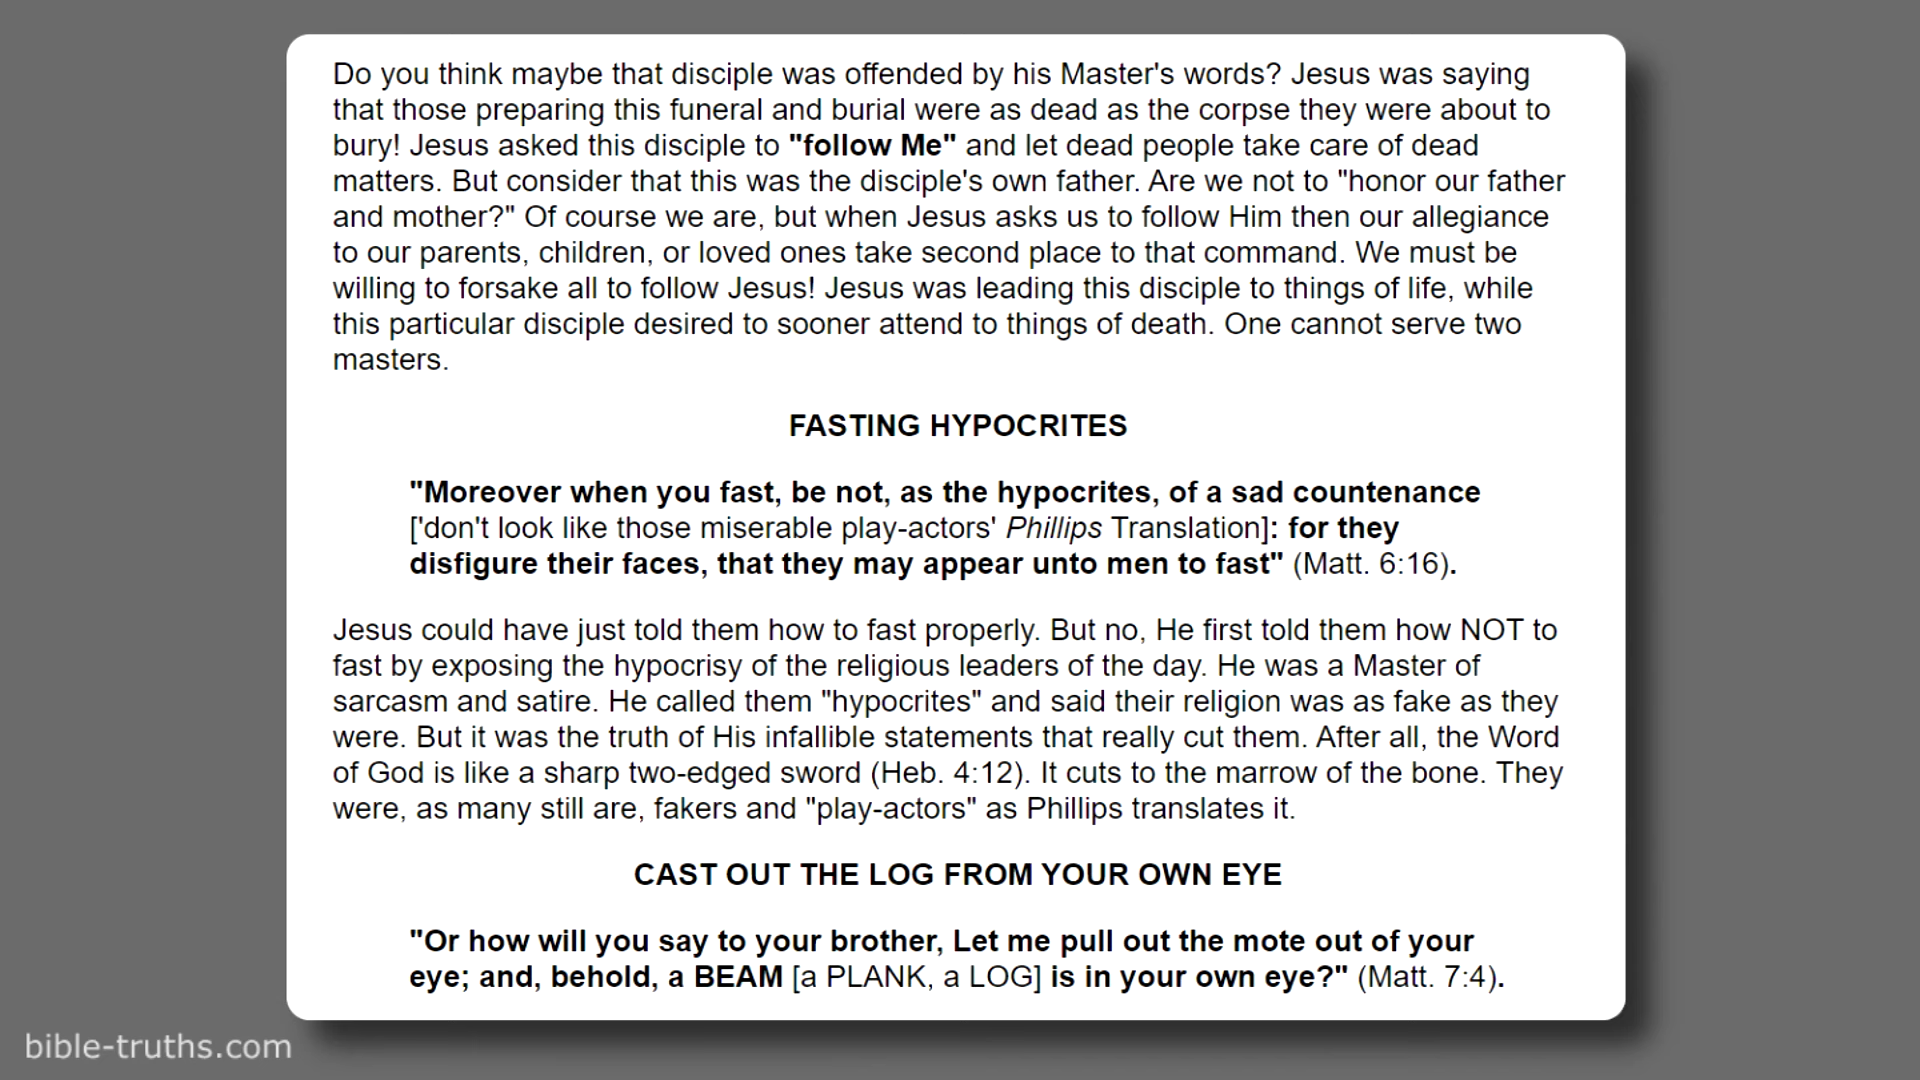 Do you think maybe that disciple was offended by his Master's words? Jesus was saying
that those preparing this funeral and burial were as dead as the corpse they were about to
bury! Jesus asked this disciple to "follow Me" and let dead people take care of dead
matters. But consider that this was the disciple's own father. Are we not to "honor our father
and mother?" Of course we are, but when Jesus asks us to follow Him then our allegiance
to our parents, children, or loved ones take second place to that command. We must be
willing to forsake all to follow Jesus! Jesus was leading this disciple to things of life, while
this particular disciple desired to sooner attend to things of death. One cannot serve two
masters.
FASTING HYPOCRITES
"Moreover when you fast, be not, as the hypocrites, of a sad countenance
['don't look like those miserable play-actors' Phillips Translation]: for they
disfigure their faces, that they may appear unto men to fast" (Matt. 6:16).
Jesus could have just told them how to fast properly. But no, He first told them how NOT to
fast by exposing the hypocrisy of the religious leaders of the day. He was a Master of
sarcasm and satire. He called them "hypocrites" and said their religion was as fake as they
were. But it was the truth of His infallible statements that really cut them. After all, the Word
of God is like a sharp two-edged sword (Heb. 4:12). It cuts to the marrow of the bone. They
were, as many still are, fakers and "play-actors" as Phillips translates it.
CAST OUT THE LOG FROM YOUR OWN EYE
"Or how will you say to your brother, Let me pull out the mote out of your
eye; and, behold, a BEAM [a PLANK, a LOG] is in your own eye?" (Matt. 7:4).
bible-truths.com